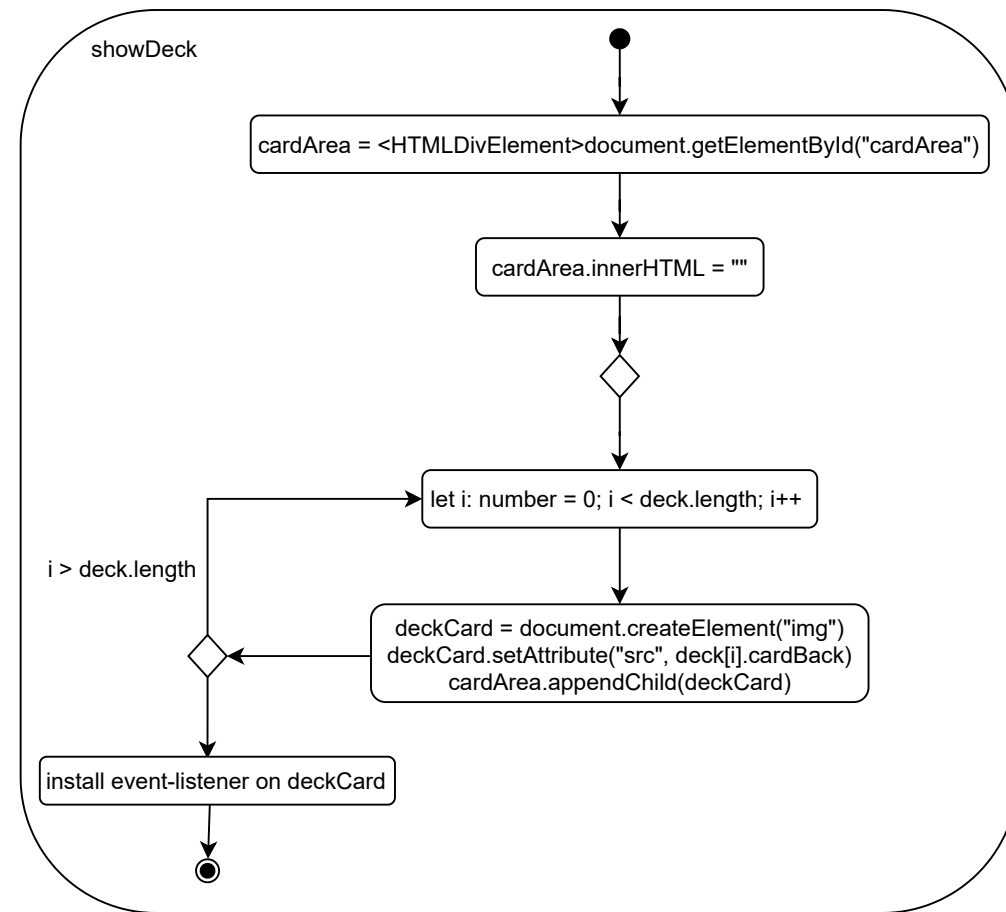 showDeck
cardArea = <HTMLDivElement>document.getElementById("cardArea")
cardArea.innerHTML = ""
let i: number = 0; i < deck.length; i++
i > deck.length
deckCard = document.createElement("img")
deckCard.setAttribute("src", deck[i].cardBack)
cardArea.appendChild(deckCard)
install event-listener on deckCard